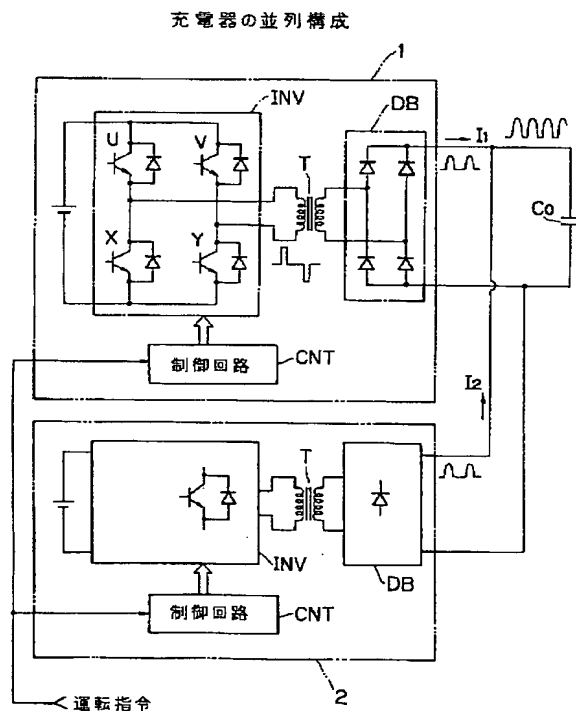 充電器の並列構成
1
INV
DB
U
V
I1
T
Co
X
Y
制御回路
CNT
I2
T
INV
DB
制御回路
CNT
2
運転指令